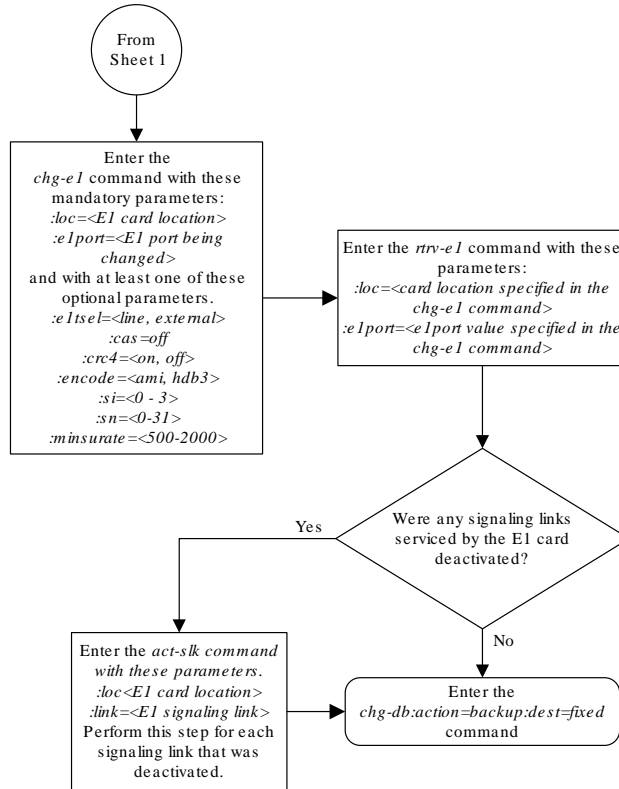 From
Sheet 1
Enter the
chg-e1 command with these
mandatory parameters:
:loc=<E1 card location>
:e1port=<E1 port being
changed>
and with at least one of these
optional parameters.
:e1tsel=<line, external>
:cas=off
:crc4=<on, off>
:encode=<ami, hdb3>
:si=<0 - 3>
:sn=<0-31>
:minsurate=<500-2000>
Enter the rtrv-e1 command with these
parameters:
:loc=<card location specified in the
chg-e1 command>
:e1port=<e1port value specified in the
chg-e1 command>
Were any signaling links
serviced by the E1 card
deactivated?
Yes
No
Enter the act-slk command
with these parameters.
:loc<E1 card location>
:link=<E1 signaling link>
Perform this step for each
signaling link that was
deactivated.
Enter the
chg-db:action=backup:dest=fixed
command